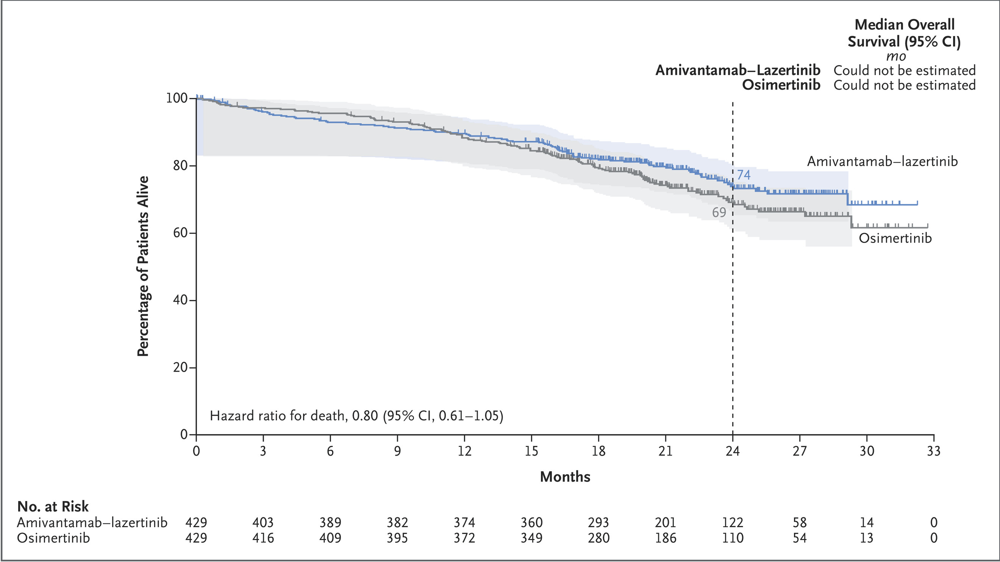 Median Overall
Survival (95% CI)
mo
Amivantamab–Lazertinib Could not be estimated
Osimertinib Could not be estimated
100
80
60
40
20
0
Percentage of Patients Alive
74
69
Amivantamab–lazertinib
Osimertinib
Hazard ratio for death, 0.80 (95% CI, 0.61–1.05)
0 3 6 9 12 15 18 21 24 27 30 33
Months
No. at Risk
Amivantamab–lazertinib 429 403 389 382 374 360 293 201 122 58 14 0
Osimertinib 429 416 409 395 372 349 280 186 110 54 13 0